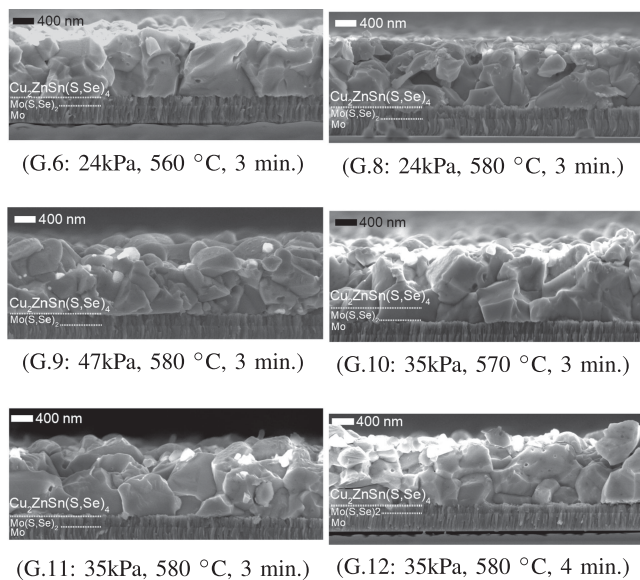 400 nm
Cu2ZnSn(S,Se)4
Mo(S,Se)2
Mo
(G.6: 24kPa, 560 °C, 3 min.)
400 nm
Cu2ZnSn(S,Se)4
Mo(S,Se)2
Mo
(G.8: 24kPa, 580 °C, 3 min.)
400 nm
Cu2ZnSn(S,Se)4
Mo(S,Se)2
Mo
(G.9: 47kPa, 580 °C, 3 min.)
400 nm
Cu2ZnSn(S,Se)4
Mo(S,Se)2
Mo
(G.10: 35kPa, 570 °C, 3 min.)
400 nm
Cu2ZnSn(S,Se)4
Mo(S,Se)2
Mo
(G.11: 35kPa, 580 °C, 3 min.)
400 nm
Cu2ZnSn(S,Se)4
Mo(S,Se)2
Mo
(G.12: 35kPa, 580 °C, 4 min.)